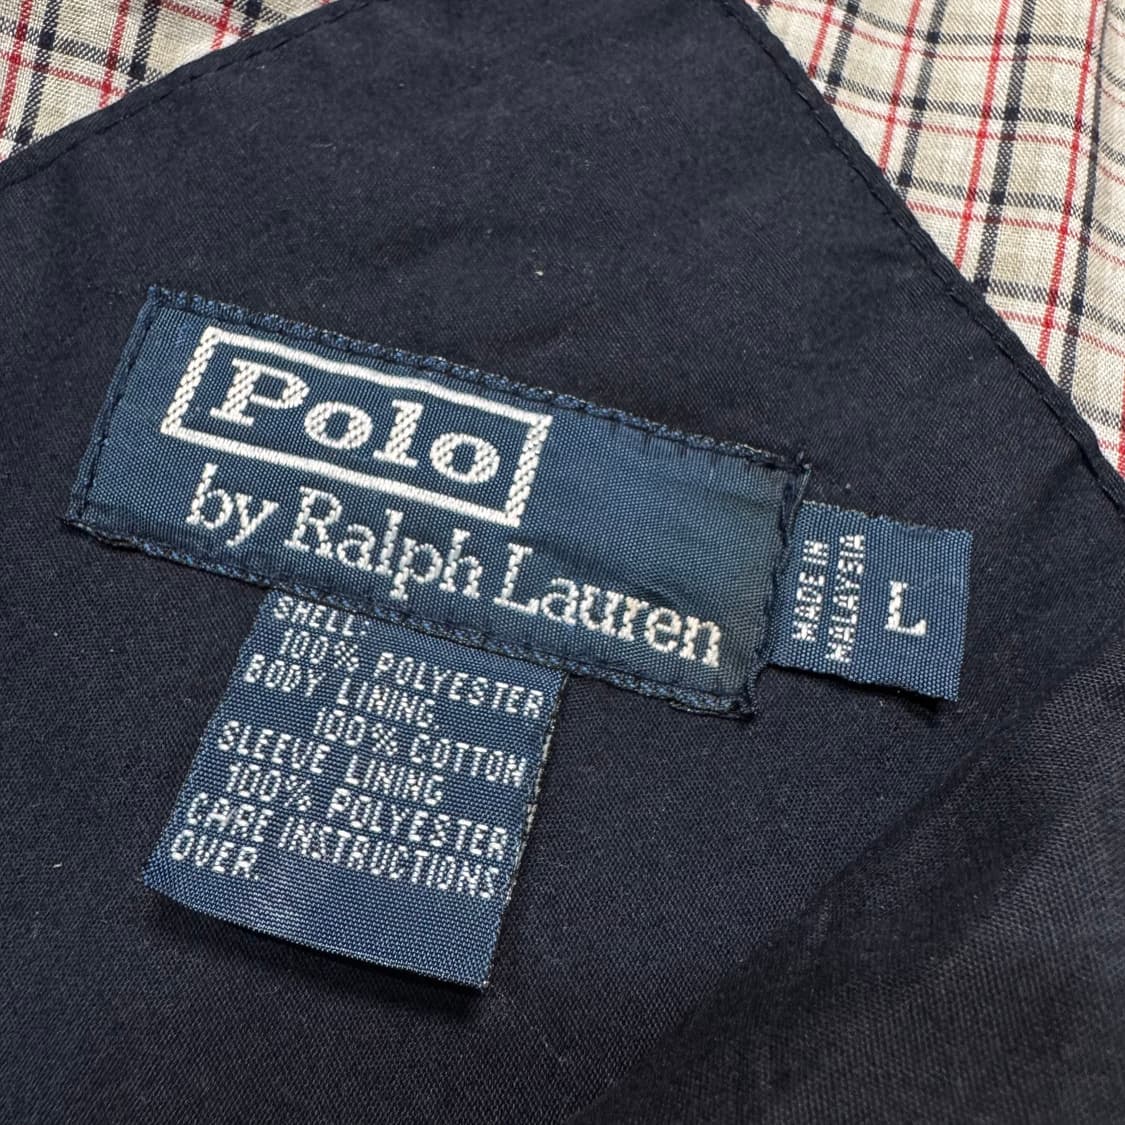 Polo
by Ralph Lauren
MADE IN
MALAYSIA
L
SHELL:
100% POLYESTER
BODY LINING
100% COTTON
SLEEVE LINING
100% POLYESTER
CARE INSTRUCTIONS
OVER.